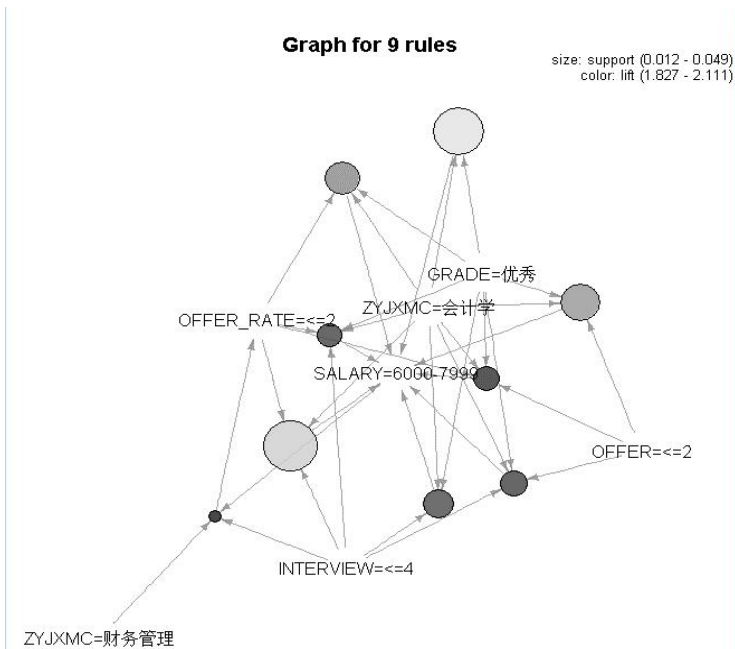 Graph for 9 rules
size: support (0.012 - 0.049)
color: lift (1.827 - 2.111)
GRADE=优秀
ZYJXMC=会计学
OFFER_RATE=<=2
SALARY=6000-7999
OFFER=<=2
INTERVIEW=<=4
ZYJXMC=财务管理